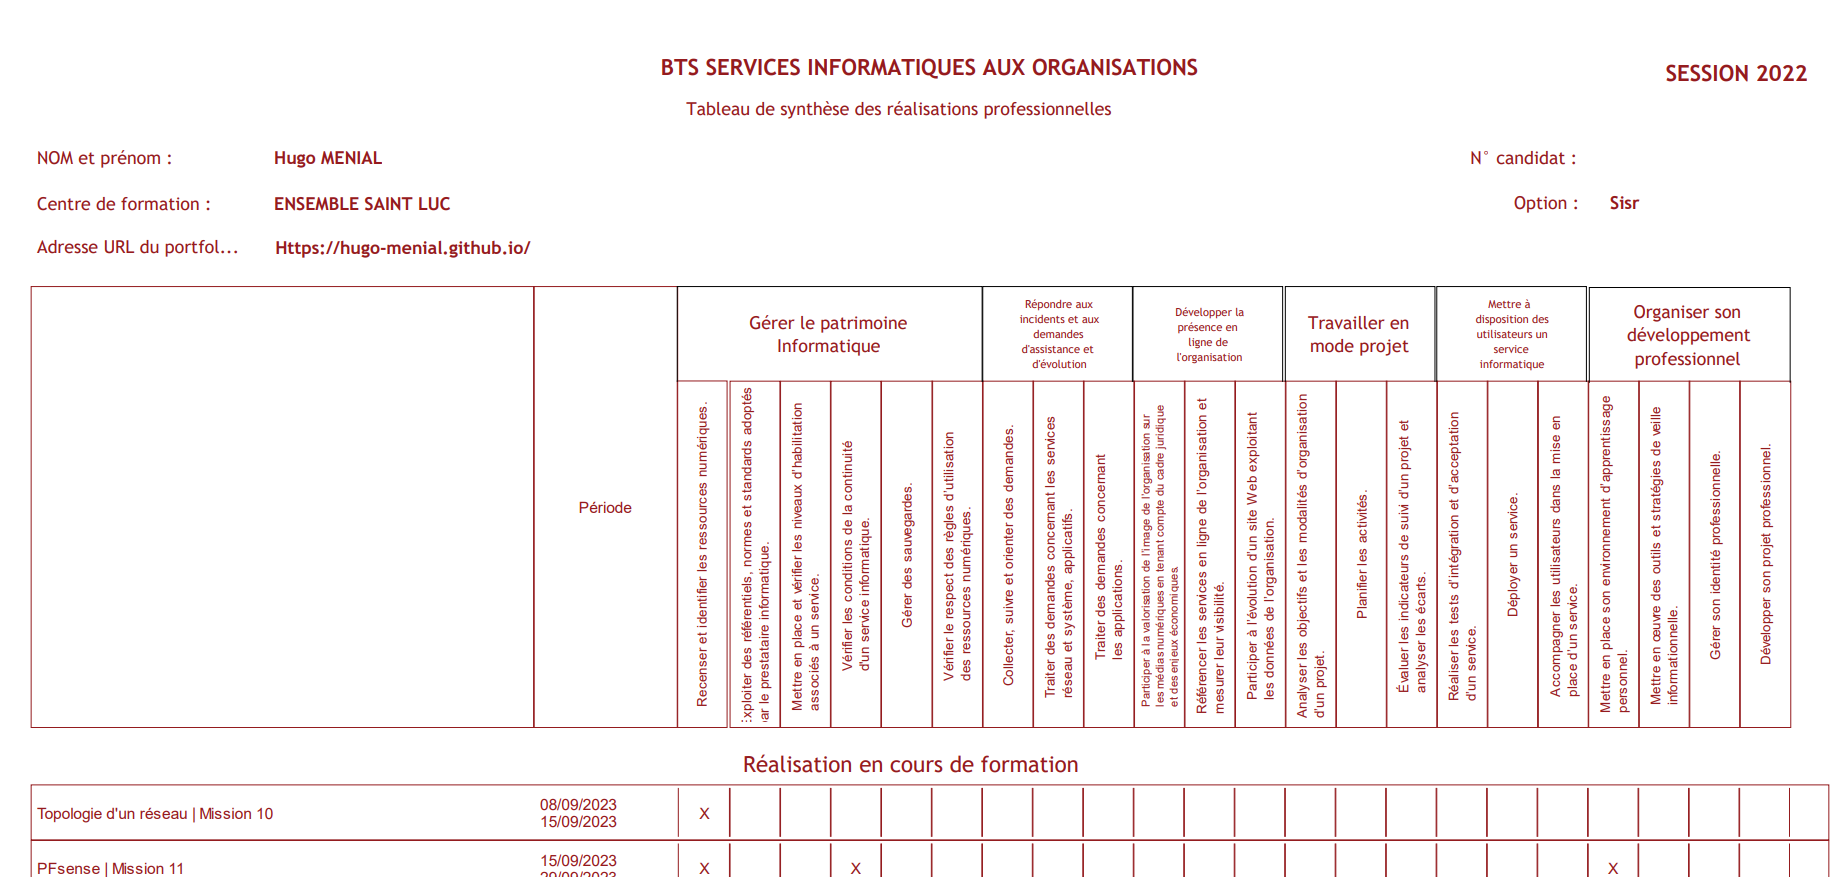 BTS SERVICES INFORMATIQUES AUX ORGANISATIONS
SESSION 2022
Tableau de synthèse des réalisations professionnelles
NOM et prénom :
Hugo MENIAL
N° candidat :
Centre de formation :
ENSEMBLE SAINT LUC
Option :
Sisr
Adresse URL du portfol...
Https://hugo-menial.github.io/
Période
Gérer le patrimoine
Informatique
Répondre aux
incidents et aux
demandes
d'assistance et
d'évolution
Développer la
présence en
ligne de
l'organisation
Travailler en
mode projet
Mettre à
disposition des
utilisateurs un
service
informatique
Organiser son
développement
professionnel
Recenser et identifier les ressources numériques.
xploiter des référentiels, normes et standards adoptés
ar le prestataire informatique.
Mettre en place et vérifier les niveaux d'habilitation
associés à un service.
Vérifier les conditions de la continuité
d'un service informatique.
Gérer des sauvegardes.
Vérifier le respect des règles d'utilisation
des ressources numériques.
Collecter, suivre et orienter des demandes.
Traiter des demandes concernant les services
réseau et système, applicatifs.
Traiter des demandes concernant
les applications.
Participer à la valorisation de l'image de l'organisation sur
les médias numériques en tenant compte du cadre juridique
et des enjeux économiques.
Référencer les services en ligne de l'organisation et
mesurer leur visibilité.
Participer à l'évolution d'un site Web exploitant
les données de l'organisation.
Analyser les objectifs et les modalités d'organisation
d'un projet.
Planifier les activités.
Évaluer les indicateurs de suivi d'un projet et
analyser les écarts.
Réaliser les tests d'intégration et d'acceptation
d'un service.
Déployer un service.
Accompagner les utilisateurs dans la mise en
place d'un service.
Mettre en place son environnement d'apprentissage
personnel.
Mettre en œuvre des outils et stratégies de veille
informationnelle.
Gérer son identité professionnelle.
Développer son projet professionnel.
Réalisation en cours de formation
Topologie d'un réseau | Mission 10
08/09/2023
15/09/2023
X
PFsense | Mission 11
15/09/2023
29/09/2023
X X X